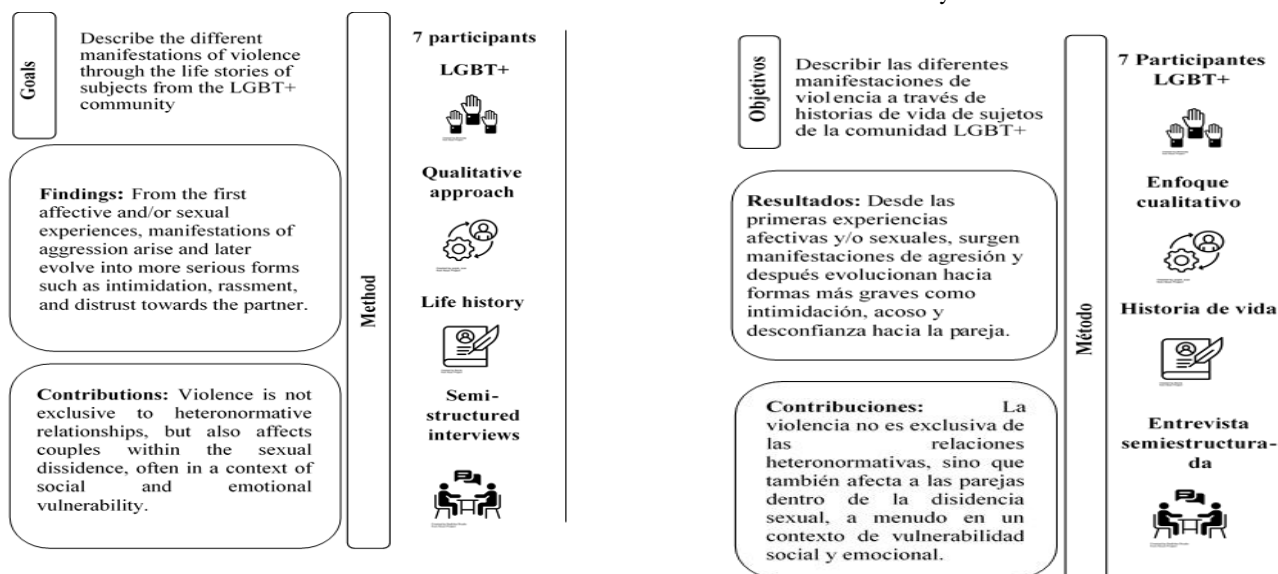 Goals
Describe the different
manifestations of violence
through the life stories of
subjects from the LGBT+
community
Findings: From the first
affective and/or sexual
experiences, manifestations of
aggression arise and later
evolve into more serious forms
such as intimidation, rassment,
and distrust towards the partner.
Contributions: Violence is not
exclusive to heteronormative
relationships, but also affects
couples within the sexual
dissidence, often in a context of
social and emotional
vulnerability.
Method
7 participants
LGBT+
Qualitative
approach
Life history
Semi-
structured
interviews
Objetivos
Describir las diferentes
manifestaciones de
violencia a través de
historias de vida de sujetos
de la comunidad LGBT+
Resultados: Desde las
primeras experiencias
afectivas y/o sexuales, surgen
manifestaciones de agresión y
después evolucionan hacia
formas más graves como
intimidación, acoso y
desconfianza hacia la pareja.
Contribuciones: La
violencia no es exclusiva de
las relaciones
heteronormativas, sino que
también afecta a las parejas
dentro de la disidencia
sexual, a menudo en un
contexto de vulnerabilidad
social y emocional.
Método
7 Participantes
LGBT+
Enfoque
cualitativo
Historia de vida
Entrevista
semiestructura-
da